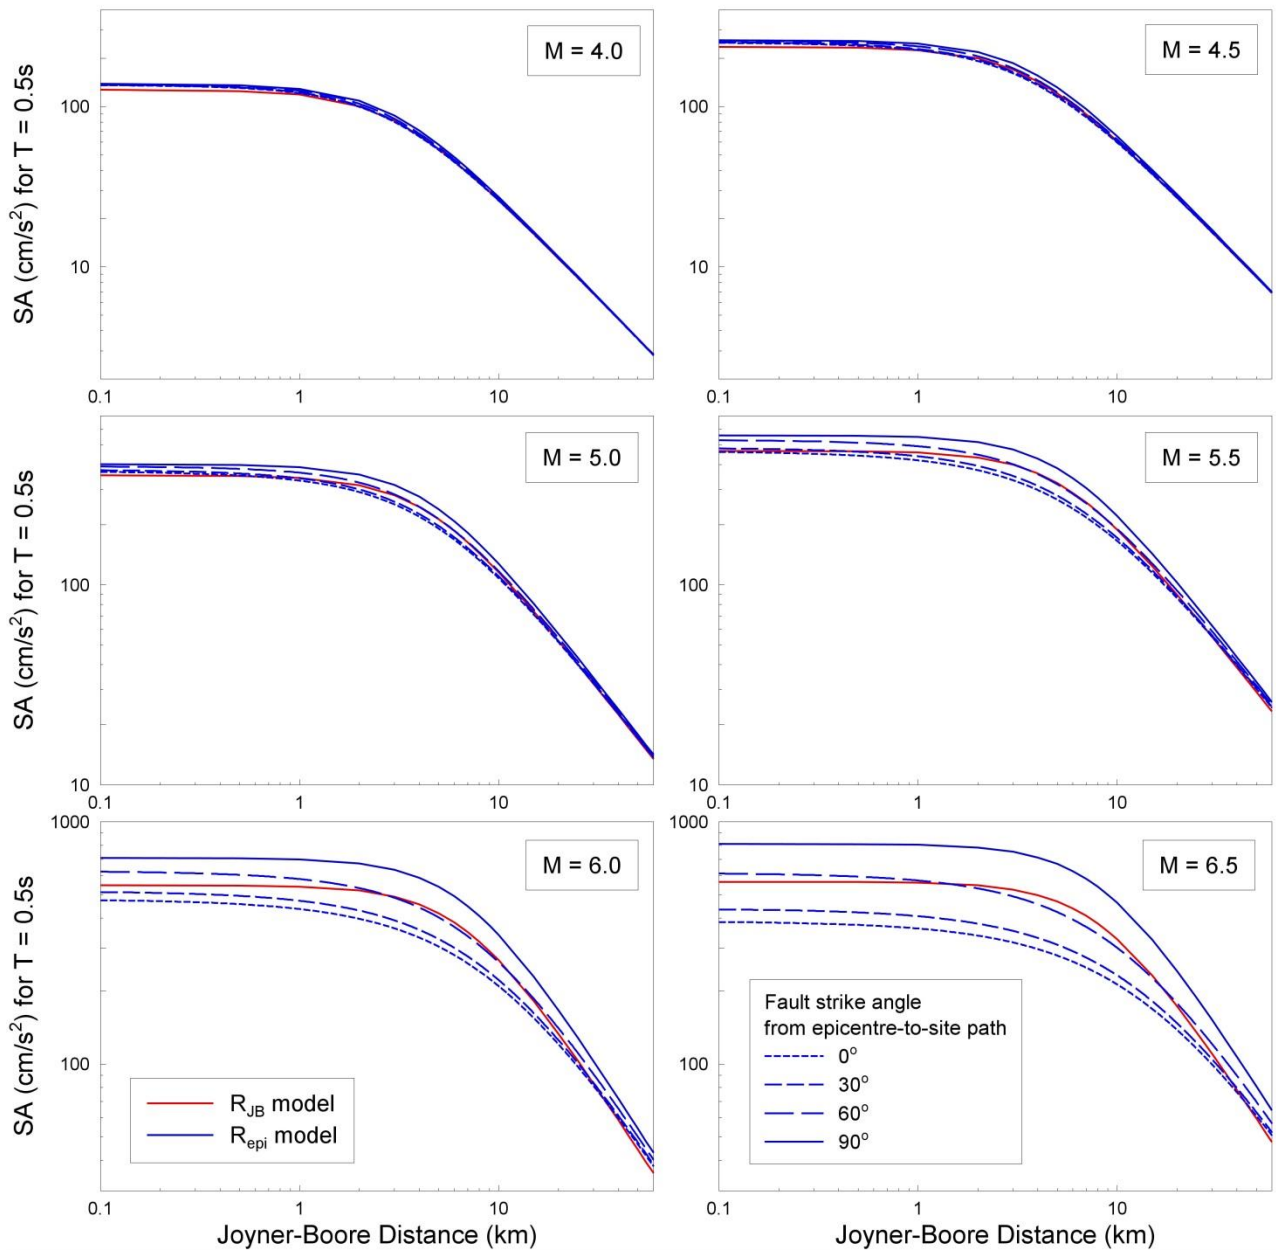 SA (cm/s²) for T = 0.5s
M = 4.0
100
10
0.1
1
10
M = 4.5
100
10
0.1
1
10
SA (cm/s²) for T = 0.5s
M = 5.0
100
10
0.1
1
10
M = 5.5
100
10
0.1
1
10
SA (cm/s²) for T = 0.5s
1000
M = 6.0
100
R_JB model
R_epi model
0.1
1
10
Joyner-Boore Distance (km)
1000
M = 6.5
100
Fault strike angle
from epicentre-to-site path
0°
30°
60°
90°
0.1
1
10
Joyner-Boore Distance (km)